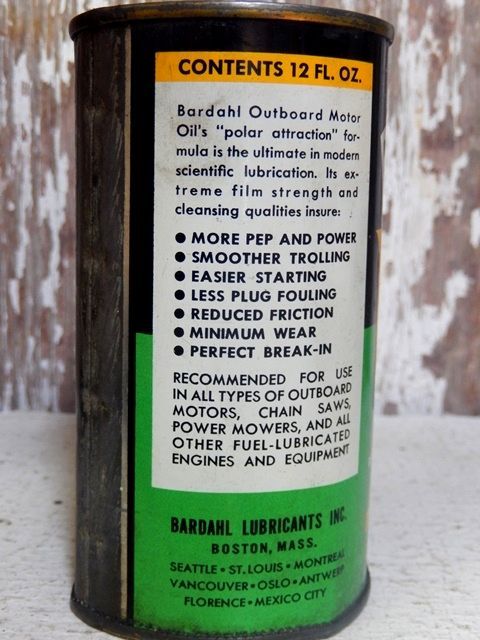 CONTENTS 12 FL. OZ.
Bardahl Outboard Motor
Oil's "polar attraction" for-
mula is the ultimate in modern
scientific lubrication. Its ex-
treme film strength and
cleansing qualities insure:
● MORE PEP AND POWER
● SMOOTHER TROLLING
● EASIER STARTING
● LESS PLUG FOULING
● REDUCED FRICTION
● MINIMUM WEAR
● PERFECT BREAK-IN
RECOMMENDED FOR USE
IN ALL TYPES OF OUTBOARD
MOTORS, CHAIN SAWS,
POWER MOWERS, AND ALL
OTHER FUEL-LUBRICATED
ENGINES AND EQUIPMENT
BARDAHL LUBRICANTS INC.
BOSTON, MASS.
SEATTLE • ST. LOUIS • MONTREAL
VANCOUVER • OSLO • ANTWERP
FLORENCE • MEXICO CITY